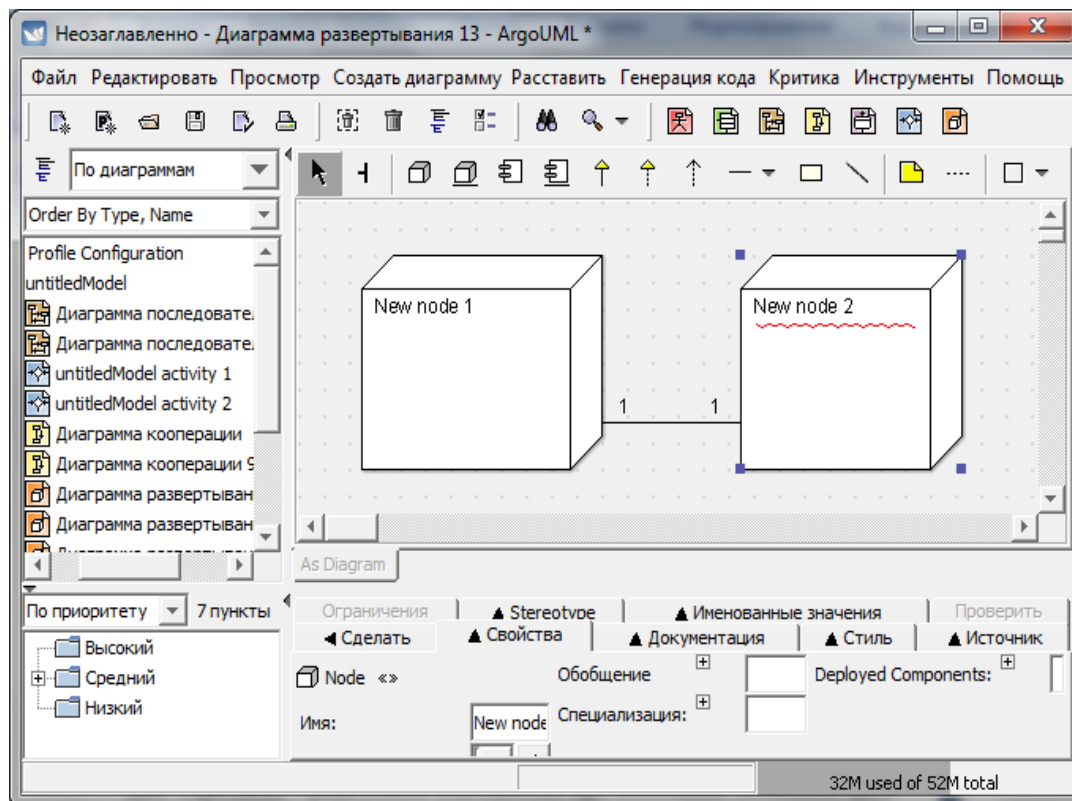 Неозаглавленно - Диаграмма развертывания 13 - ArgoUML *
Файл Редактировать Просмотр Создать диаграмму Расставить Генерация кода Критика Инструменты Помощь
По диаграммам
Order By Type, Name
Profile Configuration
untitledModel
Диаграмма последовате
Диаграмма последовате
untitledModel activity 1
untitledModel activity 2
Диаграмма кооперации
Диаграмма кооперации 9
Диаграмма развертыван
Диаграмма развертыван
New node 1
New node 2
1 1
As Diagram
По приоритету 7 пункты
Высокий
Средний
Низкий
Ограничения Stereotype Именованные значения Проверить
Сделать Свойства Документация Стиль Источник
Node «» Обобщение Deployed Components:
Имя: New node Специализация:
32M used of 52M total